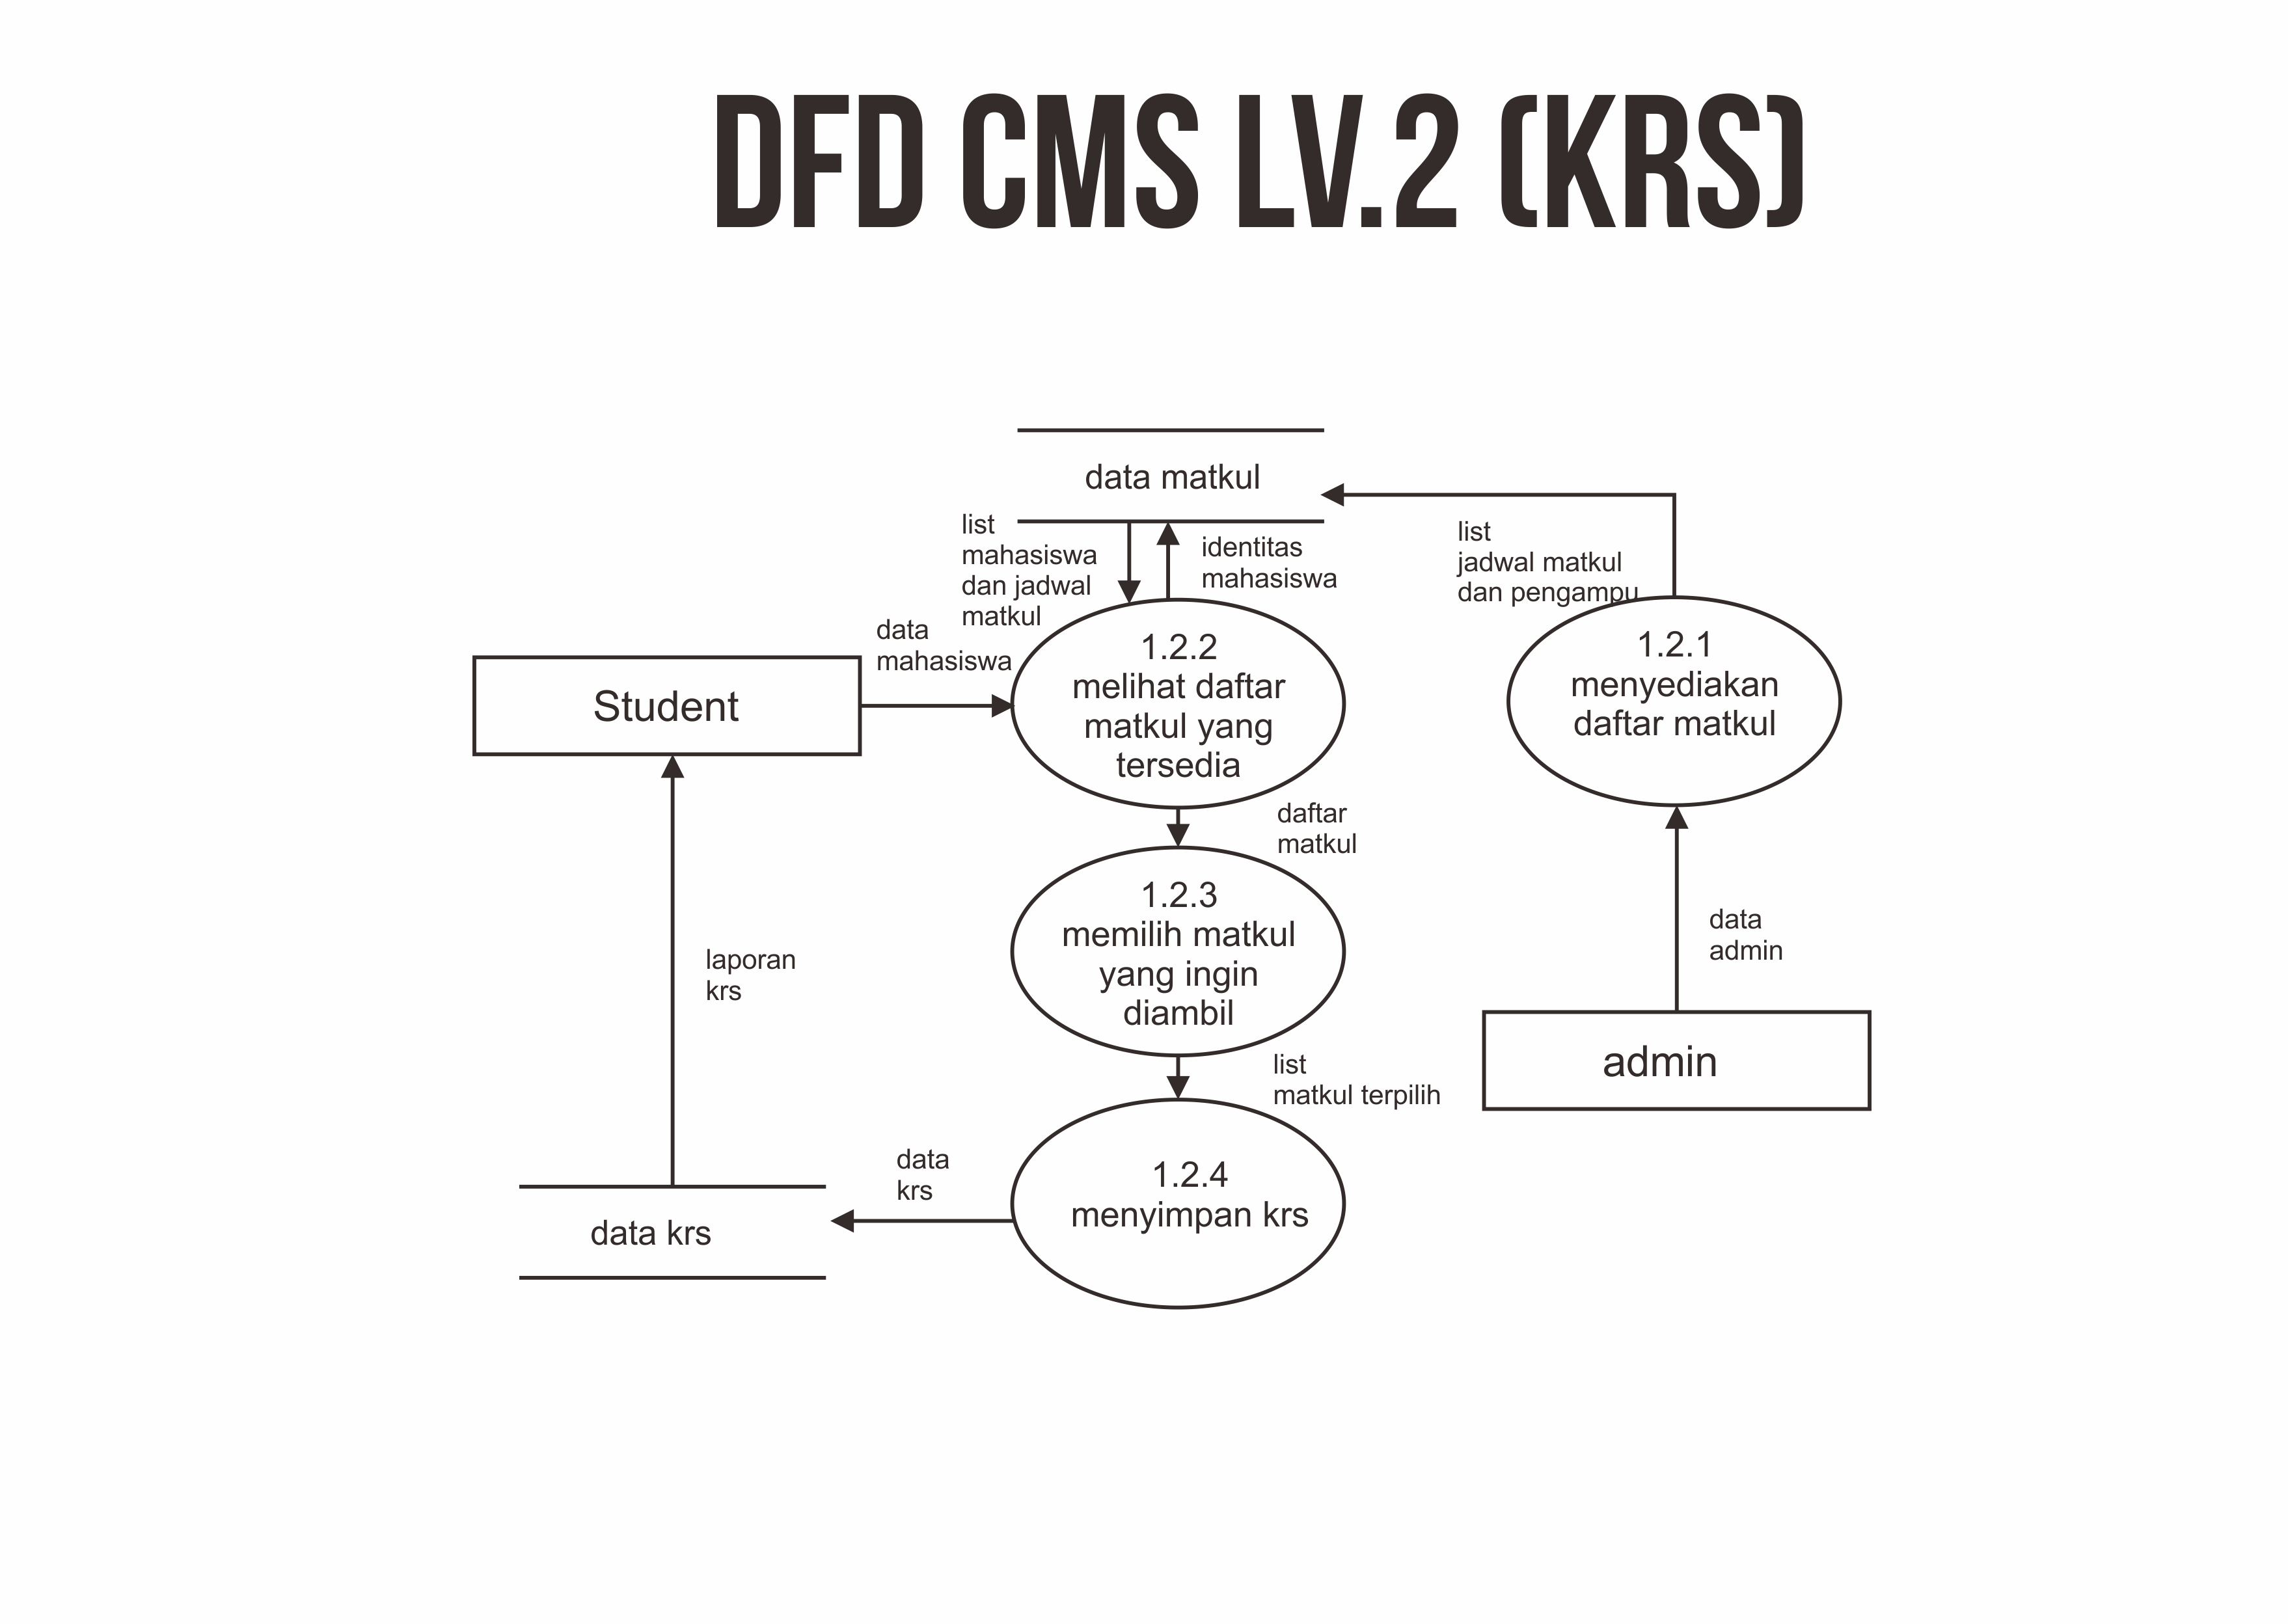 DFD CMS LV.2 (KRS)
data matkul
list
mahasiswa
dan jadwal
matkul
identitas
mahasiswa
list
jadwal matkul
dan pengampu
data
mahasiswa
Student
1.2.2
melihat daftar
matkul yang
tersedia
1.2.1
menyediakan
daftar matkul
daftar
matkul
1.2.3
memilih matkul
yang ingin
diambil
data
admin
laporan
krs
admin
list
matkul terpilih
data
krs
1.2.4
menyimpan krs
data krs